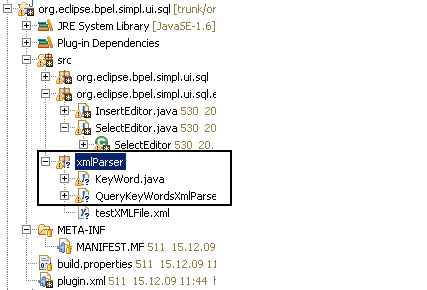 org.eclipse.bpel.simpl.ui.sql [trunk/or
JRE System Library [JavaSE-1.6]
Plug-in Dependencies
src
org.eclipse.bpel.simpl.ui.sql
org.eclipse.bpel.simpl.ui.sql.e
InsertEditor.java 530 20
SelectEditor.java 530 20
SelectEditor 530 20.
xmlParser
KeyWord.java
QueryKeyWordsXmlParse
testXMLFile.xml
META-INF
MANIFEST.MF 511 15.12.09
build.properties 511 15.12.09 11
plugin.xml 511 15.12.09 11:44